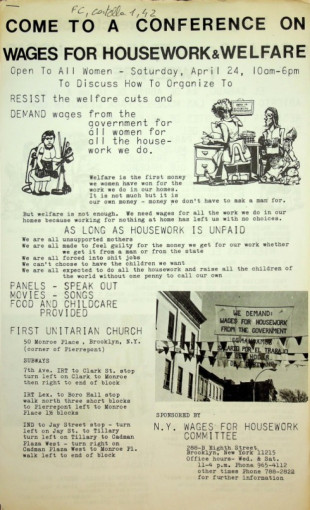 FC, cartella 1, 42
COME TO A CONFERENCE ON
WAGES FOR HOUSEWORK & WELFARE
Open To All Women - Saturday, April 24, 10am-6pm
To Discuss How To Organize To
RESIST the welfare cuts and
DEMAND wages from the
government for
all women for
all the house-
work we do.
Welfare is the first money
we women have won for the
work we do in our homes.
It is not much but it is
our own money - money we don't have to ask a man for.
But welfare is not enough. We need wages for all the work we do in our
homes because working for nothing at home has left us with no choices.
AS LONG AS HOUSEWORK IS UNPAID
We are all unsupported mothers
We are all made to feel guilty for the money we get for our work whether
we get it from a man or from the state
We are all forced into shit jobs
We can't choose to have the children we want
We are all expected to do all the housework and raise all the children of
the world without one penny to call our own
PANELS - SPEAK OUT
MOVIES - SONGS
FOOD AND CHILDCARE
PROVIDED
FIRST UNITARIAN CHURCH
50 Monroe Place, Brooklyn, N.Y.
(corner of Pierrepont)
SUBWAYS
7th Ave. IRT to Clark St. stop
turn left on Clark to Monroe
then right to end of block
IRT Lex. to Boro Hall stop
walk north three short blocks
to Pierrepont left to Monroe
Place 1½ blocks
IND to Jay Street stop - turn
left on Jay St. to Tillary
turn left on Tillary to Cadman
Plaza West - turn right on
Cadman Plaza West to Monroe Pl.
walk left to end of block
WE DEMAND:
WAGES FOR HOUSEWORK
FROM THE GOVERNMENT
DEMANDAMOS
SALARIO POR EL TRABAJO
SPONSORED BY
N.Y. WAGES FOR HOUSEWORK
COMMITTEE
288-B Eighth Street
Brooklyn, New York 11215
Office hours- Wed. & Sat.
11-4 p.m. Phone 965-4112
other times Phone 788-2822
for further information